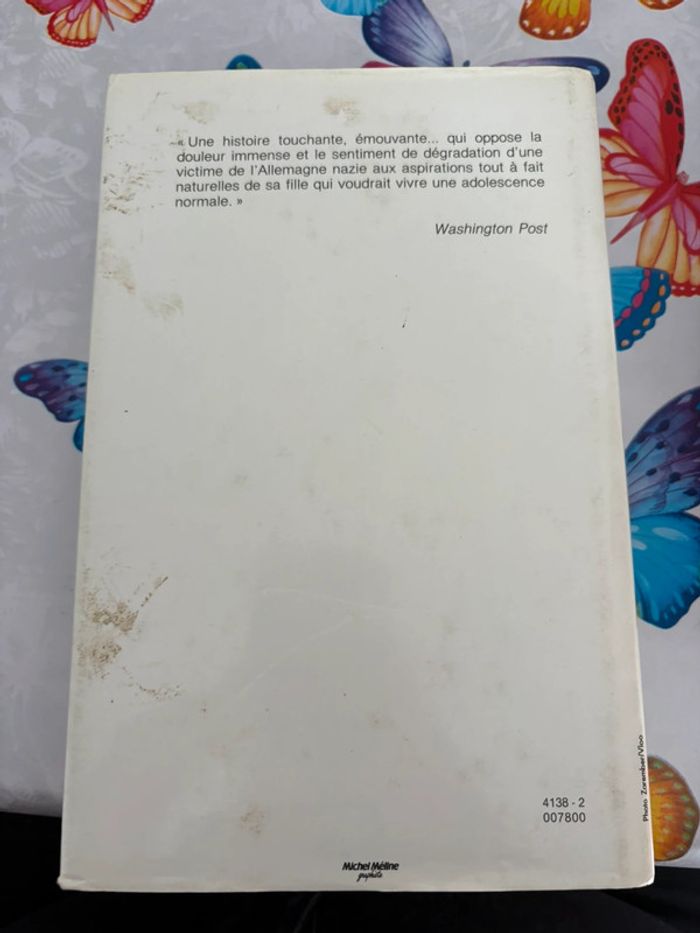 « Une histoire touchante, émouvante... qui oppose la
douleur immense et le sentiment de dégradation d'une
victime de l'Allemagne nazie aux aspirations tout à fait
naturelles de sa fille qui voudrait vivre une adolescence
normale. »
Washington Post
4138 - 2
007800
Photo Zarember/Vloo
Michel Méline
graphiste